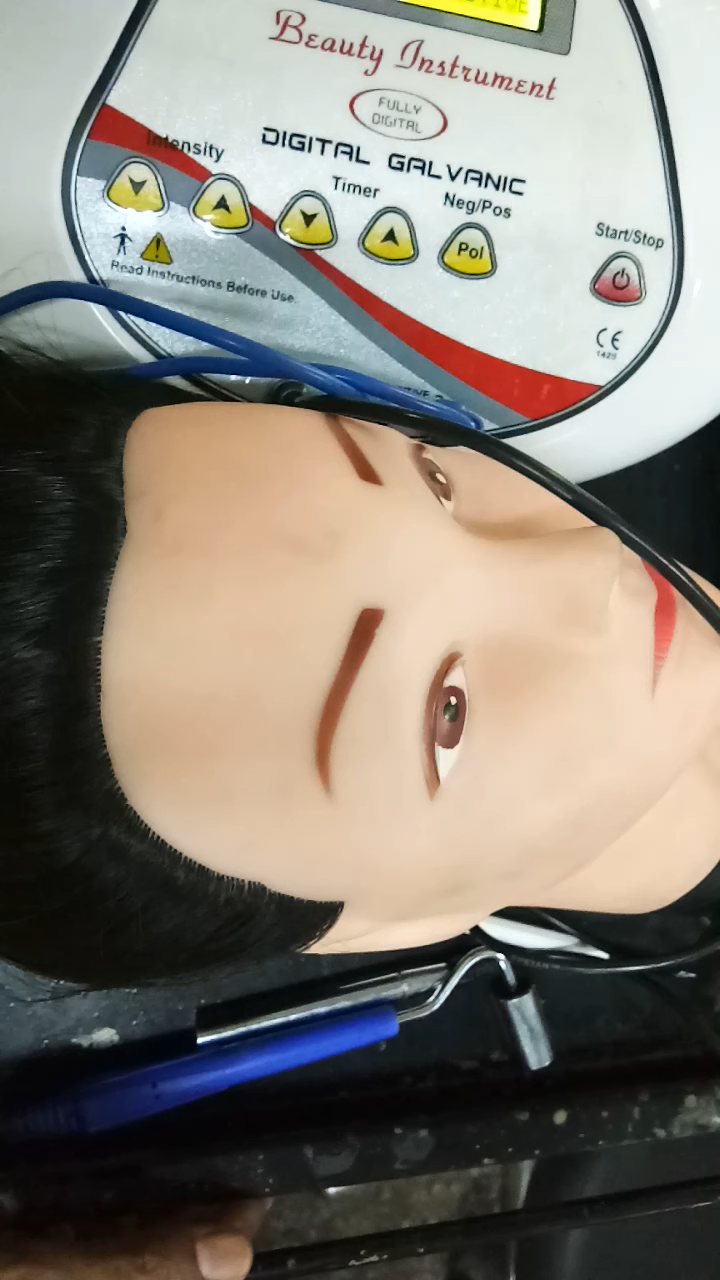 Beauty Instrument
FULLY
DIGITAL
DIGITAL GALVANIC
Intensity
Timer
Neg/Pos
Pol
Start/Stop
Read Instructions Before Use.
CE